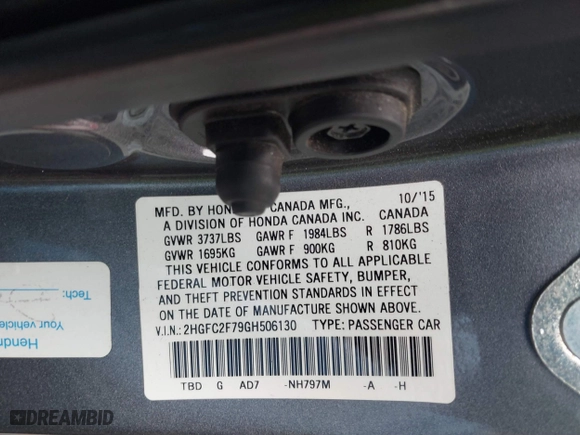 MFD. BY HON CANADA MFG., 10/'15
A DIVISION OF HONDA CANADA INC. CANADA
GVWR 3737LBS GAWR F 1984LBS R 1786LBS
GVWR 1695KG GAWR F 900KG R 810KG
THIS VEHICLE CONFORMS TO ALL APPLICABLE
FEDERAL MOTOR VEHICLE SAFETY, BUMPER,
AND THEFT PREVENTION STANDARDS IN EFFECT
ON THE DATE OF MANUFACTURE SHOWN ABOVE.
V.I.N.: 2HGFC2F79GH506130 TYPE: PASSENGER CAR
TBD G AD7 -NH797M -A -H
Tech:
Your vehicle
Hendr
DREAMBID